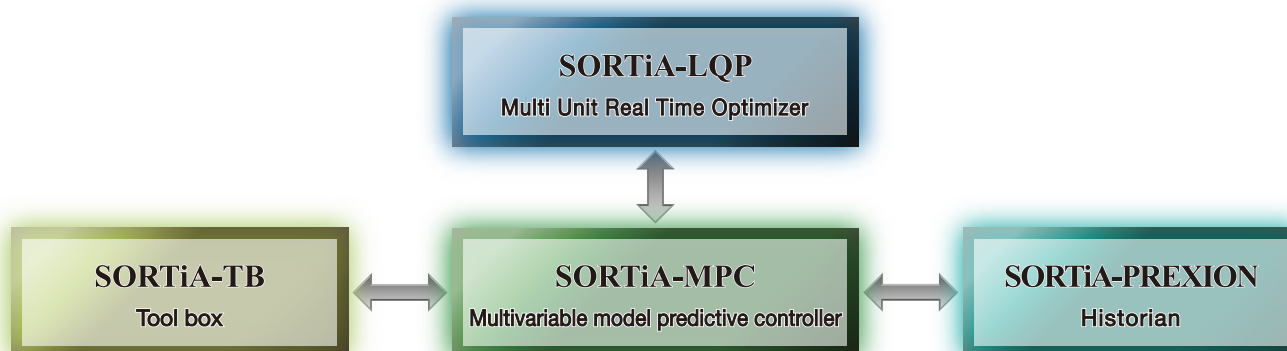 SORTiA-LQP
Multi Unit Real Time Optimizer
SORTiA-TB
Tool box
SORTiA-MPC
Multivariable model predictive controller
SORTiA-PREXION
Historian